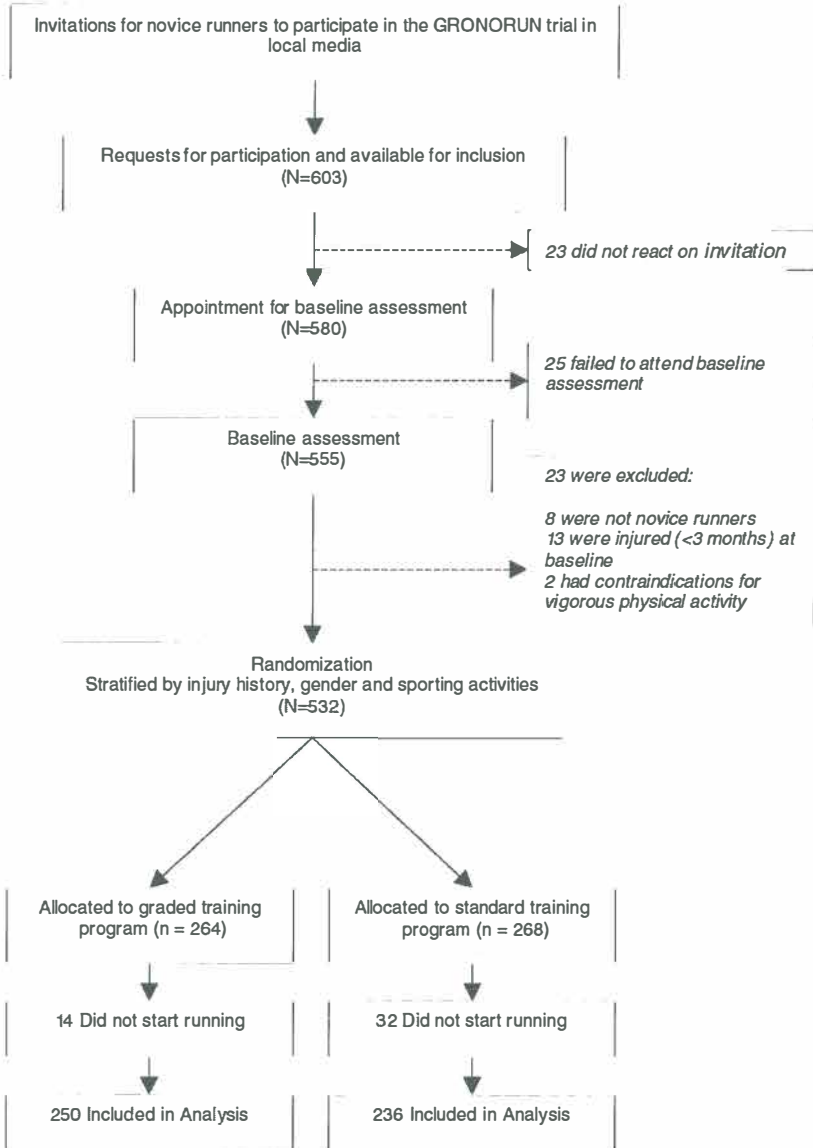 Invitations for novice runners to participate in the GRONORUN trial in
local media
Requests for participation and available for inclusion
(N=603)
23 did not react on invitation
Appointment for baseline assessment
(N=580)
25 failed to attend baseline
assessment
Baseline assessment
(N=555)
23 were excluded:
8 were not novice runners
13 were injured (<3 months) at
baseline
2 had contraindications for
vigorous physical activity
Randomization
Stratified by injury history, gender and sporting activities
(N=532)
Allocated to graded training
program (n = 264)
Allocated to standard training
program (n = 268)
14 Did not start running
32 Did not start running
250 Included in Analysis
236 Included in Analysis